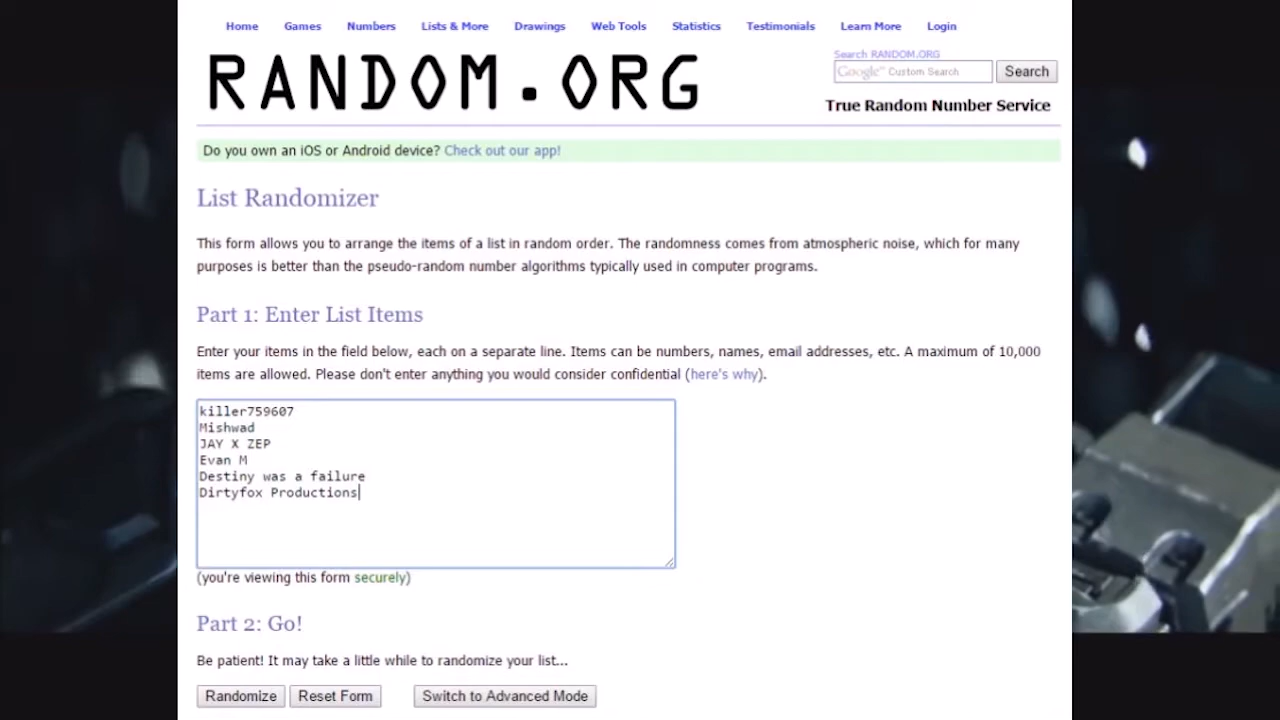 Home Games Numbers Lists & More Drawings Web Tools Statistics Testimonials Learn More Login
RANDOM.ORG
Search RANDOM.ORG
Google™ Custom Search Search
True Random Number Service
Do you own an iOS or Android device? Check out our app!
List Randomizer
This form allows you to arrange the items of a list in random order. The randomness comes from atmospheric noise, which for many
purposes is better than the pseudo-random number algorithms typically used in computer programs.
Part 1: Enter List Items
Enter your items in the field below, each on a separate line. Items can be numbers, names, email addresses, etc. A maximum of 10,000
items are allowed. Please don't enter anything you would consider confidential (here's why).
killer759607
Mishwad
JAY X ZEP
Evan M
Destiny was a failure
Dirtyfox Productions
(you're viewing this form securely)
Part 2: Go!
Be patient! It may take a little while to randomize your list...
Randomize Reset Form Switch to Advanced Mode